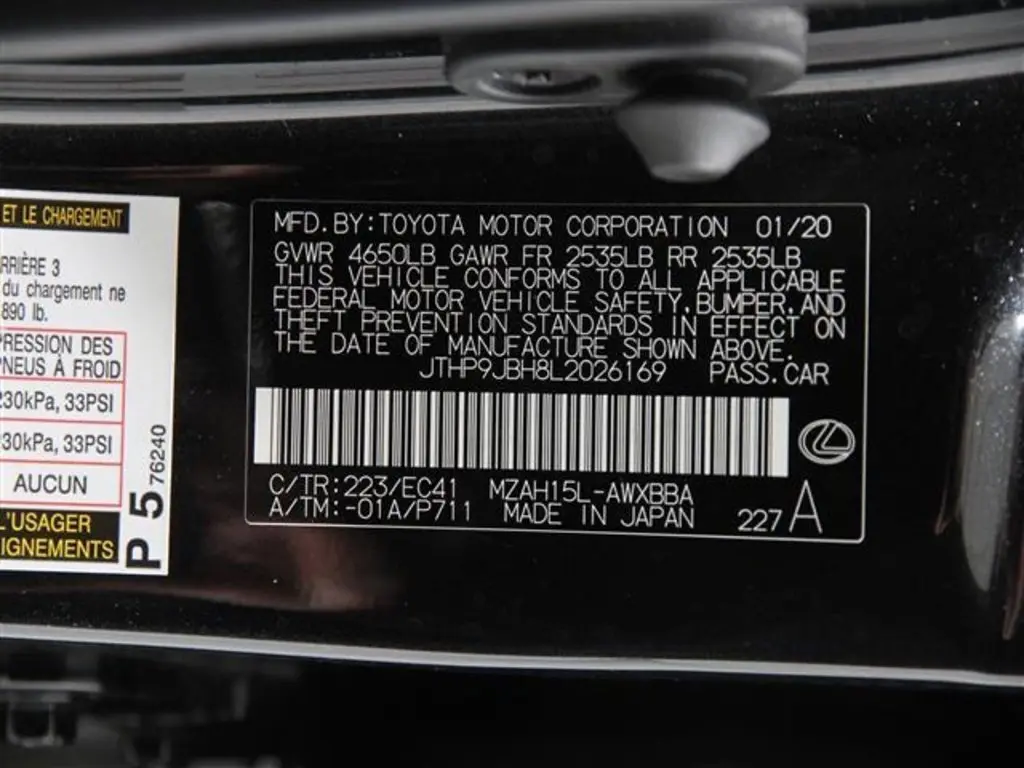 ET LE CHARGEMENT
RRIÈRE 3
du chargement ne
890 lb.
PRESSION DES
PNEUS À FROID
230kPa, 33PSI
230kPa, 33PSI
AUCUN
L'USAGER
IGNEMENTS
P 5 76240
MFD.BY:TOYOTA MOTOR CORPORATION 01/20
GVWR 4650LB GAWR FR 2535LB RR 2535LB
THIS VEHICLE CONFORMS TO ALL APPLICABLE
FEDERAL MOTOR VEHICLE SAFETY,BUMPER,AND
THEFT PREVENTION STANDARDS IN EFFECT ON
THE DATE OF MANUFACTURE SHOWN ABOVE.
JTHP9JBH8L2026169 PASS.CAR
C/TR:223/EC41 MZAH15L-AWXBBA
A/TM:-01A/P711 MADE IN JAPAN 227 A